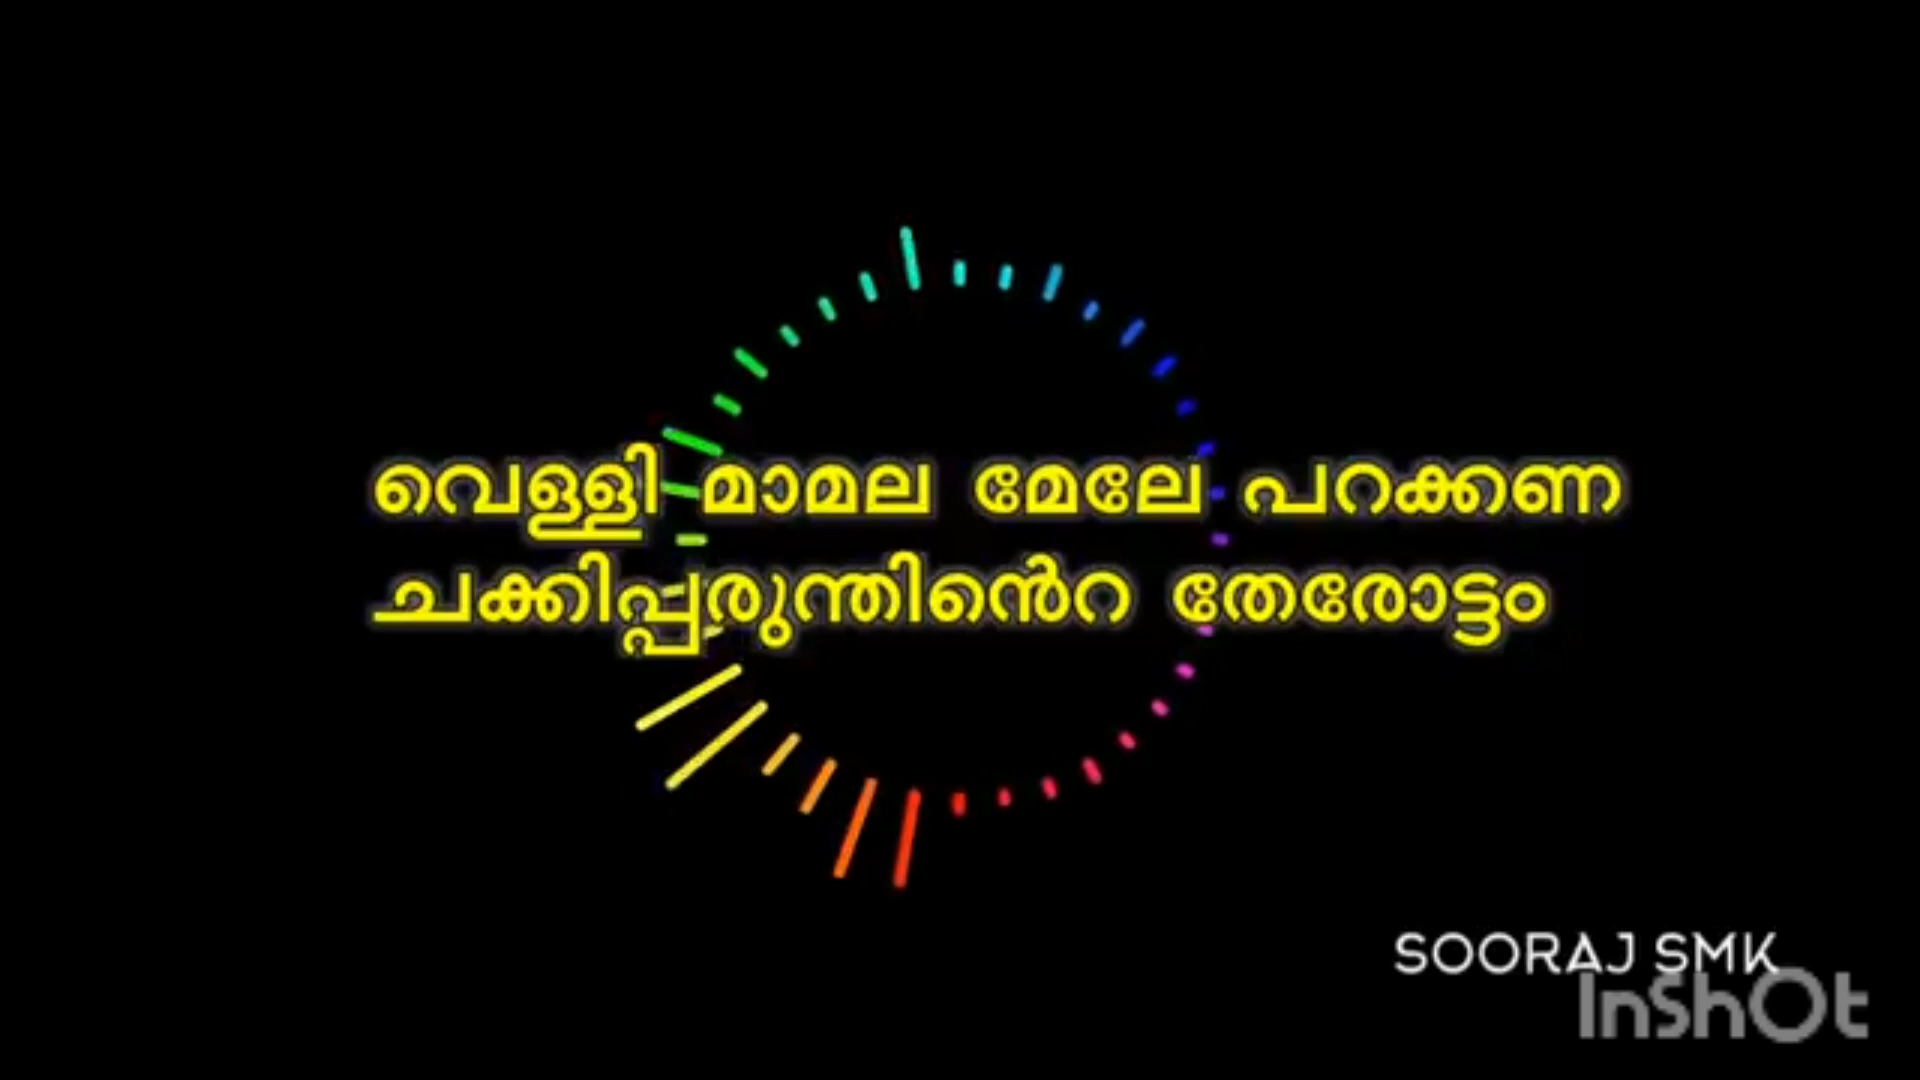 വെള്ളി മാമല മേലേ പറക്കണ
ചക്കിപ്പരുന്തിൻെറ തേരോട്ടം
SOORAJ SMK
InShOt